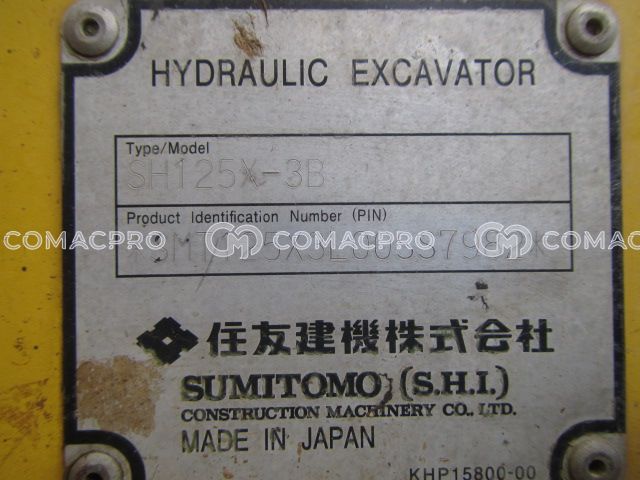 HYDRAULIC EXCAVATOR
Type/Model
SH125X-3B
Product Identification Number (PIN)
COMACPRO COMACPRO COMACPRO
住友建機株式会社
SUMITOMO (S.H.I.)
CONSTRUCTION MACHINERY CO., LTD.
MADE IN JAPAN
KHP15800-00